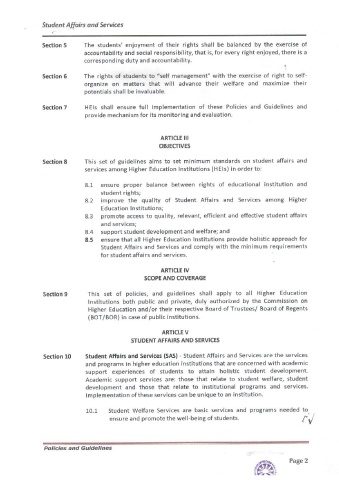 Student Affairs and Services
Section 5 The students' enjoyment of their rights shall be balanced by the exercise of
accountability and social responsibility, that is, for every right enjoyed, there is a
corresponding duty and accountability.
Section 6 The rights of students to "self management" with the exercise of right to self-
organize on matters that will advance their welfare and maximize their
potentials shall be invaluable.
Section 7 HEIs shall ensure full implementation of these Policies and Guidelines and
provide mechanism for its monitoring and evaluation.
ARTICLE III
OBJECTIVES
Section 8 This set of guidelines aims to set minimum standards on student affairs and
services among Higher Education Institutions (HEIs) in order to:
8.1 ensure proper balance between rights of educational institution and
student rights;
8.2 improve the quality of Student Affairs and Services among Higher
Education Institutions;
8.3 promote access to quality, relevant, efficient and effective student affairs
and services;
8.4 support student development and welfare; and
8.5 ensure that all Higher Education Institutions provide holistic approach for
Student Affairs and Services and comply with the minimum requirements
for student affairs and services.
ARTICLE IV
SCOPE AND COVERAGE
Section 9 This set of policies, and guidelines shall apply to all Higher Education
Institutions both public and private, duly authorized by the Commission on
Higher Education and/or their respective Board of Trustees/ Board of Regents
(BOT/BOR) in case of public institutions.
ARTICLE V
STUDENT AFFAIRS AND SERVICES
Section 10 Student Affairs and Services (SAS) - Student Affairs and Services are the services
and programs in higher education institutions that are concerned with academic
support experiences of students to attain holistic student development.
Academic support services are: those that relate to student welfare, student
development and those that relate to institutional programs and services.
Implementation of these services can be unique to an institution.
10.1 Student Welfare Services are basic services and programs needed to
ensure and promote the well-being of students.
Policies and Guidelines
Page 2